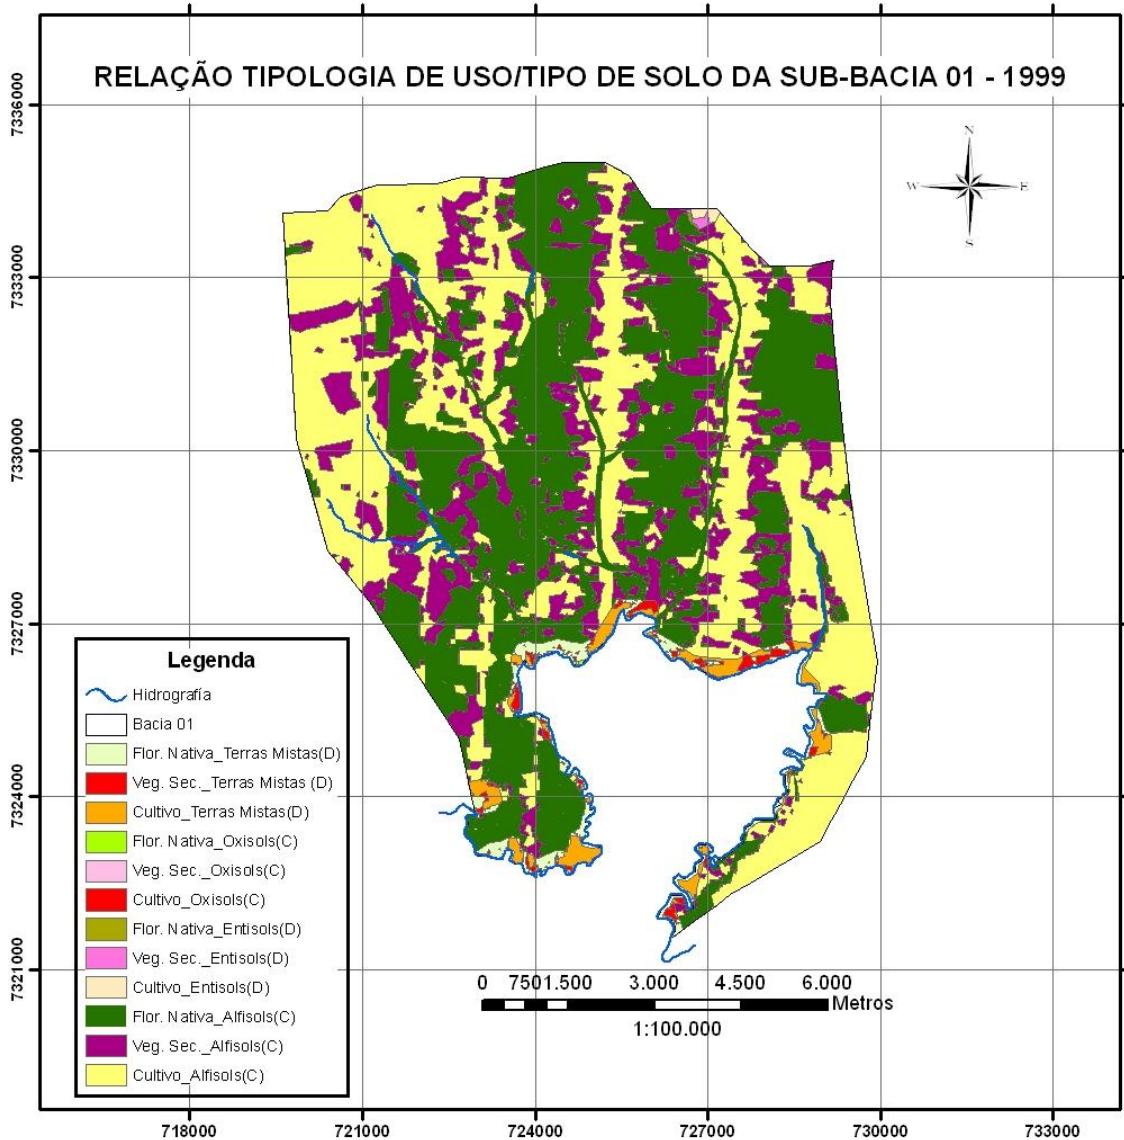 RELAÇÃO TIPOLOGIA DE USO/TIPO DE SOLO DA SUB-BACIA 01 - 1999
N
W E
S
7336000
7333000
7330000
7327000
7324000
7321000
Legenda
Hidrografía
Bacia 01
Flor. Nativa_Terras Mistas(D)
Veg. Sec._Terras Mistas (D)
Cultivo_Terras Mistas(D)
Flor. Nativa_Oxisols(C)
Veg. Sec._Oxisols(C)
Cultivo_Oxisols(C)
Flor. Nativa_Entisols(D)
Veg. Sec._Entisols(D)
Cultivo_Entisols(D)
Flor. Nativa_Alfisols(C)
Veg. Sec._Alfisols(C)
Cultivo_Alfisols(C)
0 750 1.500 3.000 4.500 6.000
Metros
1:100.000
718000 721000 724000 727000 730000 733000